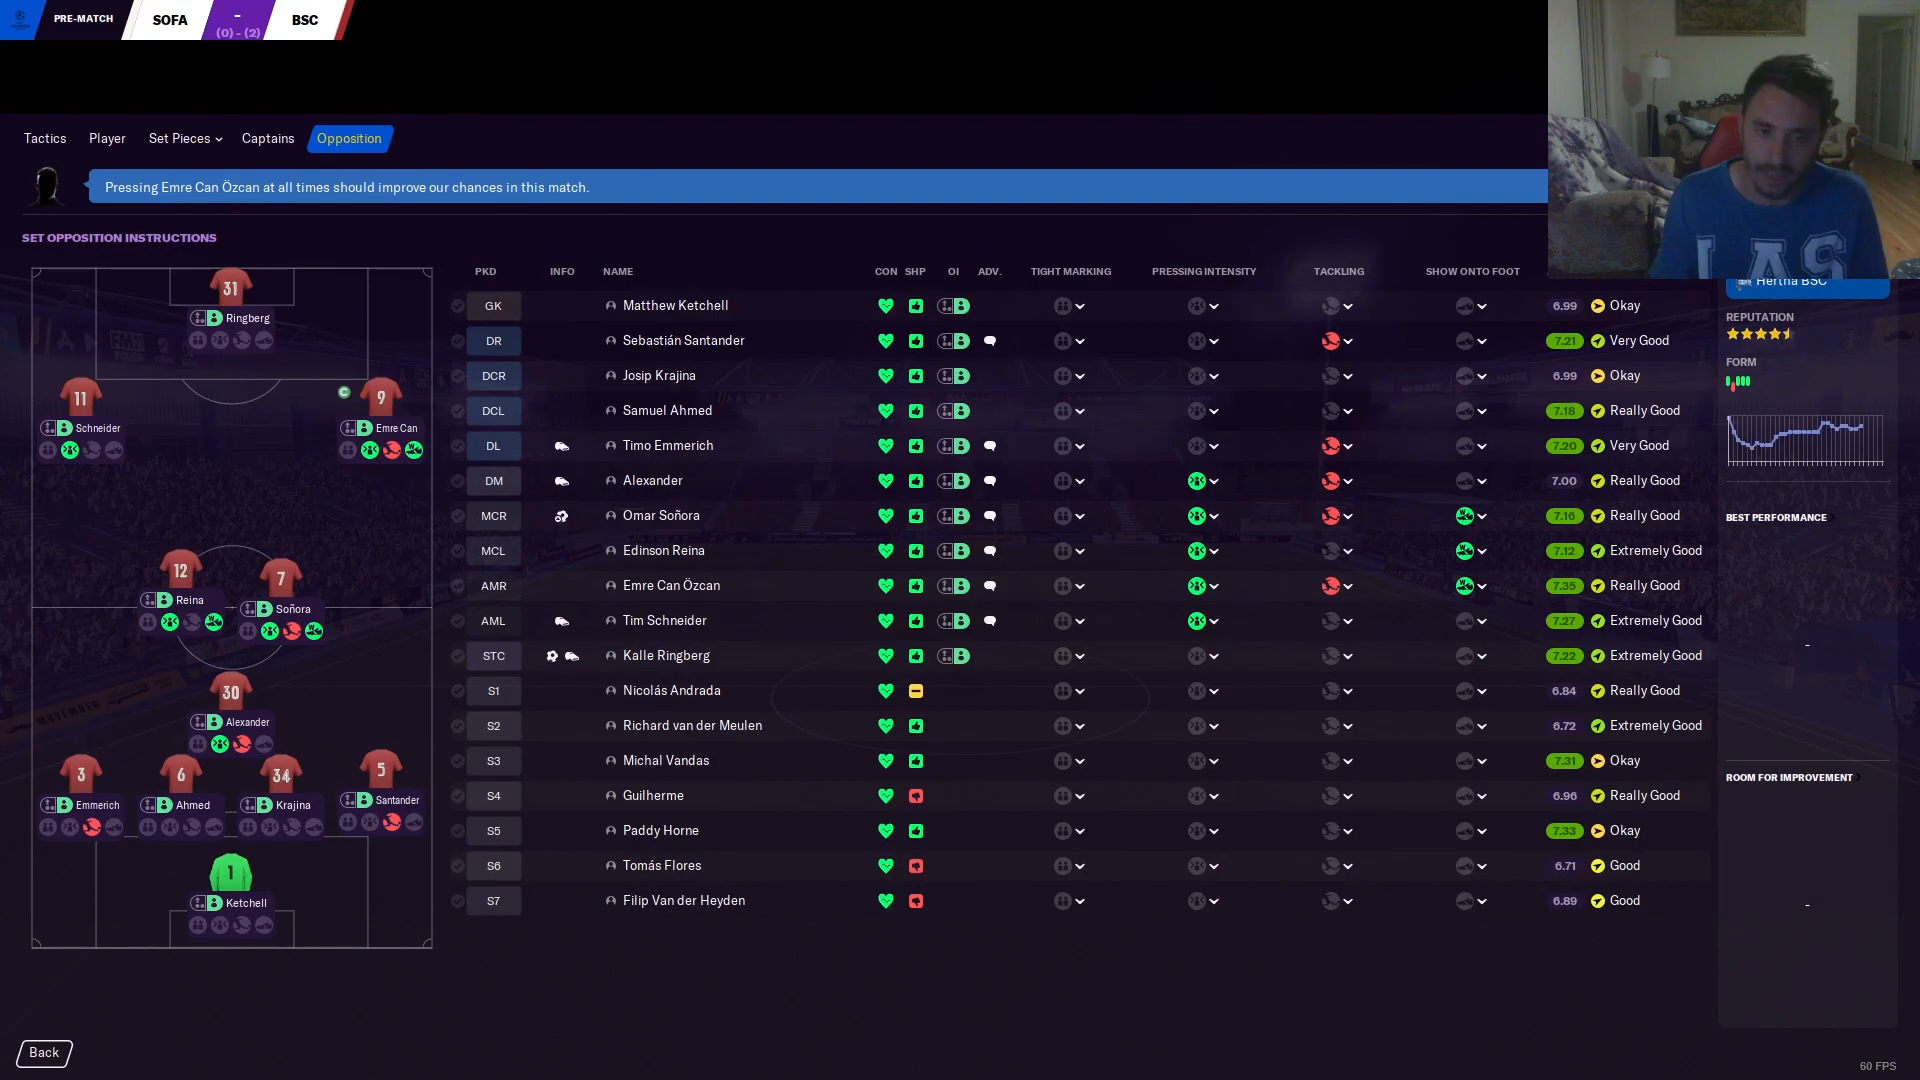 PRE-MATCH SOFA - BSC
(0) - (2)
Tactics Player Set Pieces Captains Opposition
Pressing Emre Can Özcan at all times should improve our chances in this match.
SET OPPOSITION INSTRUCTIONS
PKD INFO NAME CON SHP OI ADV. TIGHT MARKING PRESSING INTENSITY TACKLING SHOW ONTO FOOT
GK Matthew Ketchell 6.99 Okay
DR Sebastián Santander 7.21 Very Good
DCR Josip Krajina 6.99 Okay
DCL Samuel Ahmed 7.18 Really Good
DL Timo Emmerich 7.20 Very Good
DM Alexander 7.00 Really Good
MCR Omar Soñora 7.16 Really Good
MCL Edinson Reina 7.12 Extremely Good
AMR Emre Can Özcan 7.35 Really Good
AML Tim Schneider 7.27 Extremely Good
STC Kalle Ringberg 7.22 Extremely Good
S1 Nicolás Andrada 6.84 Really Good
S2 Richard van der Meulen 6.72 Extremely Good
S3 Michal Vandas 7.31 Okay
S4 Guilherme 6.96 Really Good
S5 Paddy Horne 7.33 Okay
S6 Tomás Flores 6.71 Good
S7 Filip Van der Heyden 6.89 Good
31
Ringberg
11 C 9
Schneider Emre Can
12 7
Reina Soñora
30
Alexander
3 6 34 5
Emmerich Ahmed Krajina Santander
1
Ketchell
Hertha BSC
REPUTATION
FORM
BEST PERFORMANCE
-
ROOM FOR IMPROVEMENT
-
LAS
Back
60 FPS